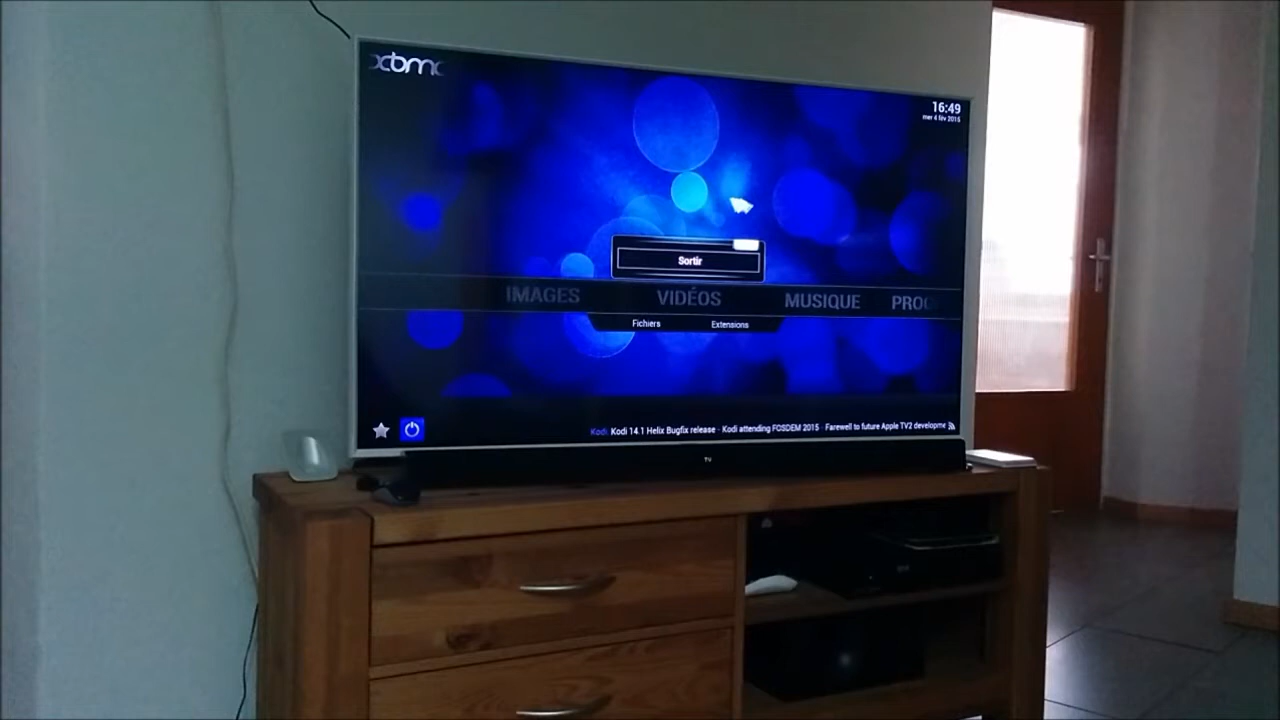 xbmc
16:49
mer 4 fév 2015
Sortir
IMAGES VIDÉOS MUSIQUE PROG
Fichiers Extensions
Kodi: Kodi 14.1 Helix Bugfix release - Kodi attending FOSDEM 2015 - Farewell to future Apple TV2 developme
TV